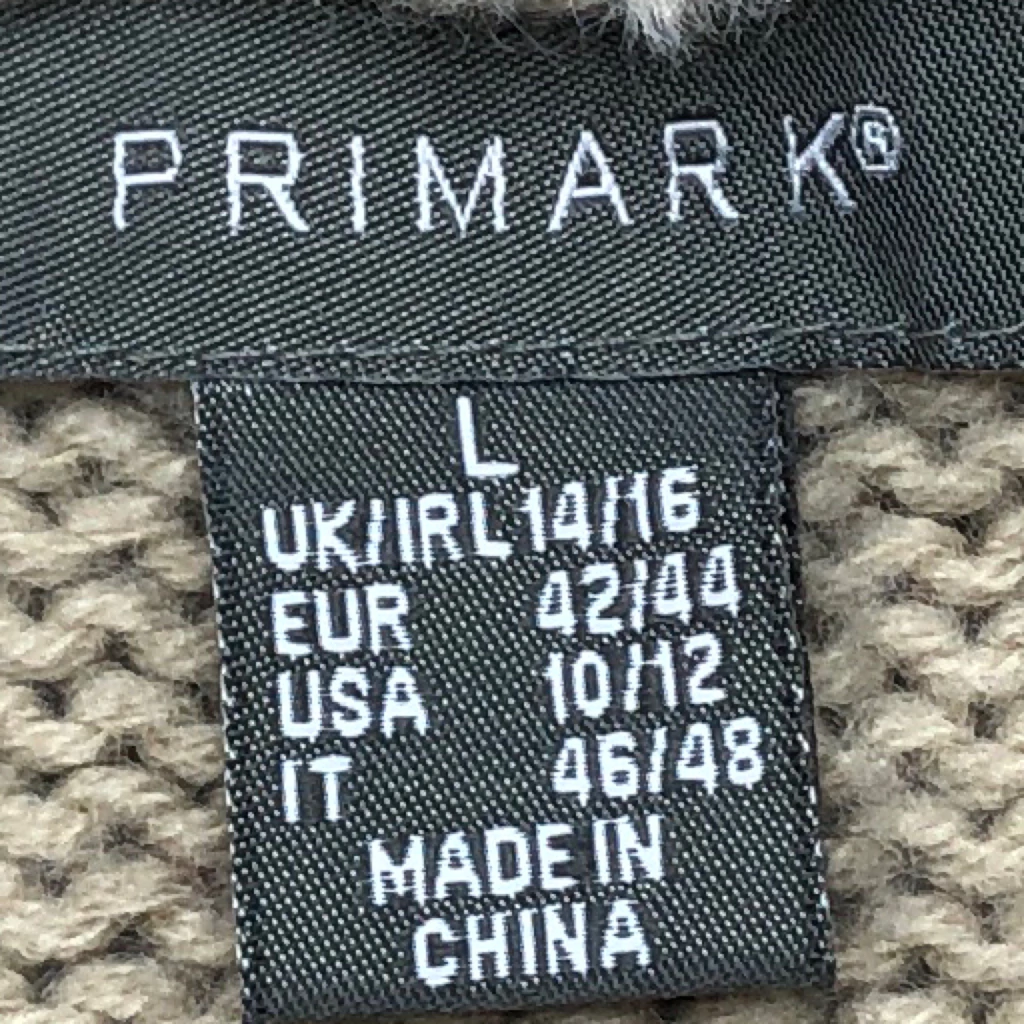 PRIMARK®
L
UK/IRL 14/16
EUR 42/44
USA 10/12
IT 46/48
MADE IN
CHINA